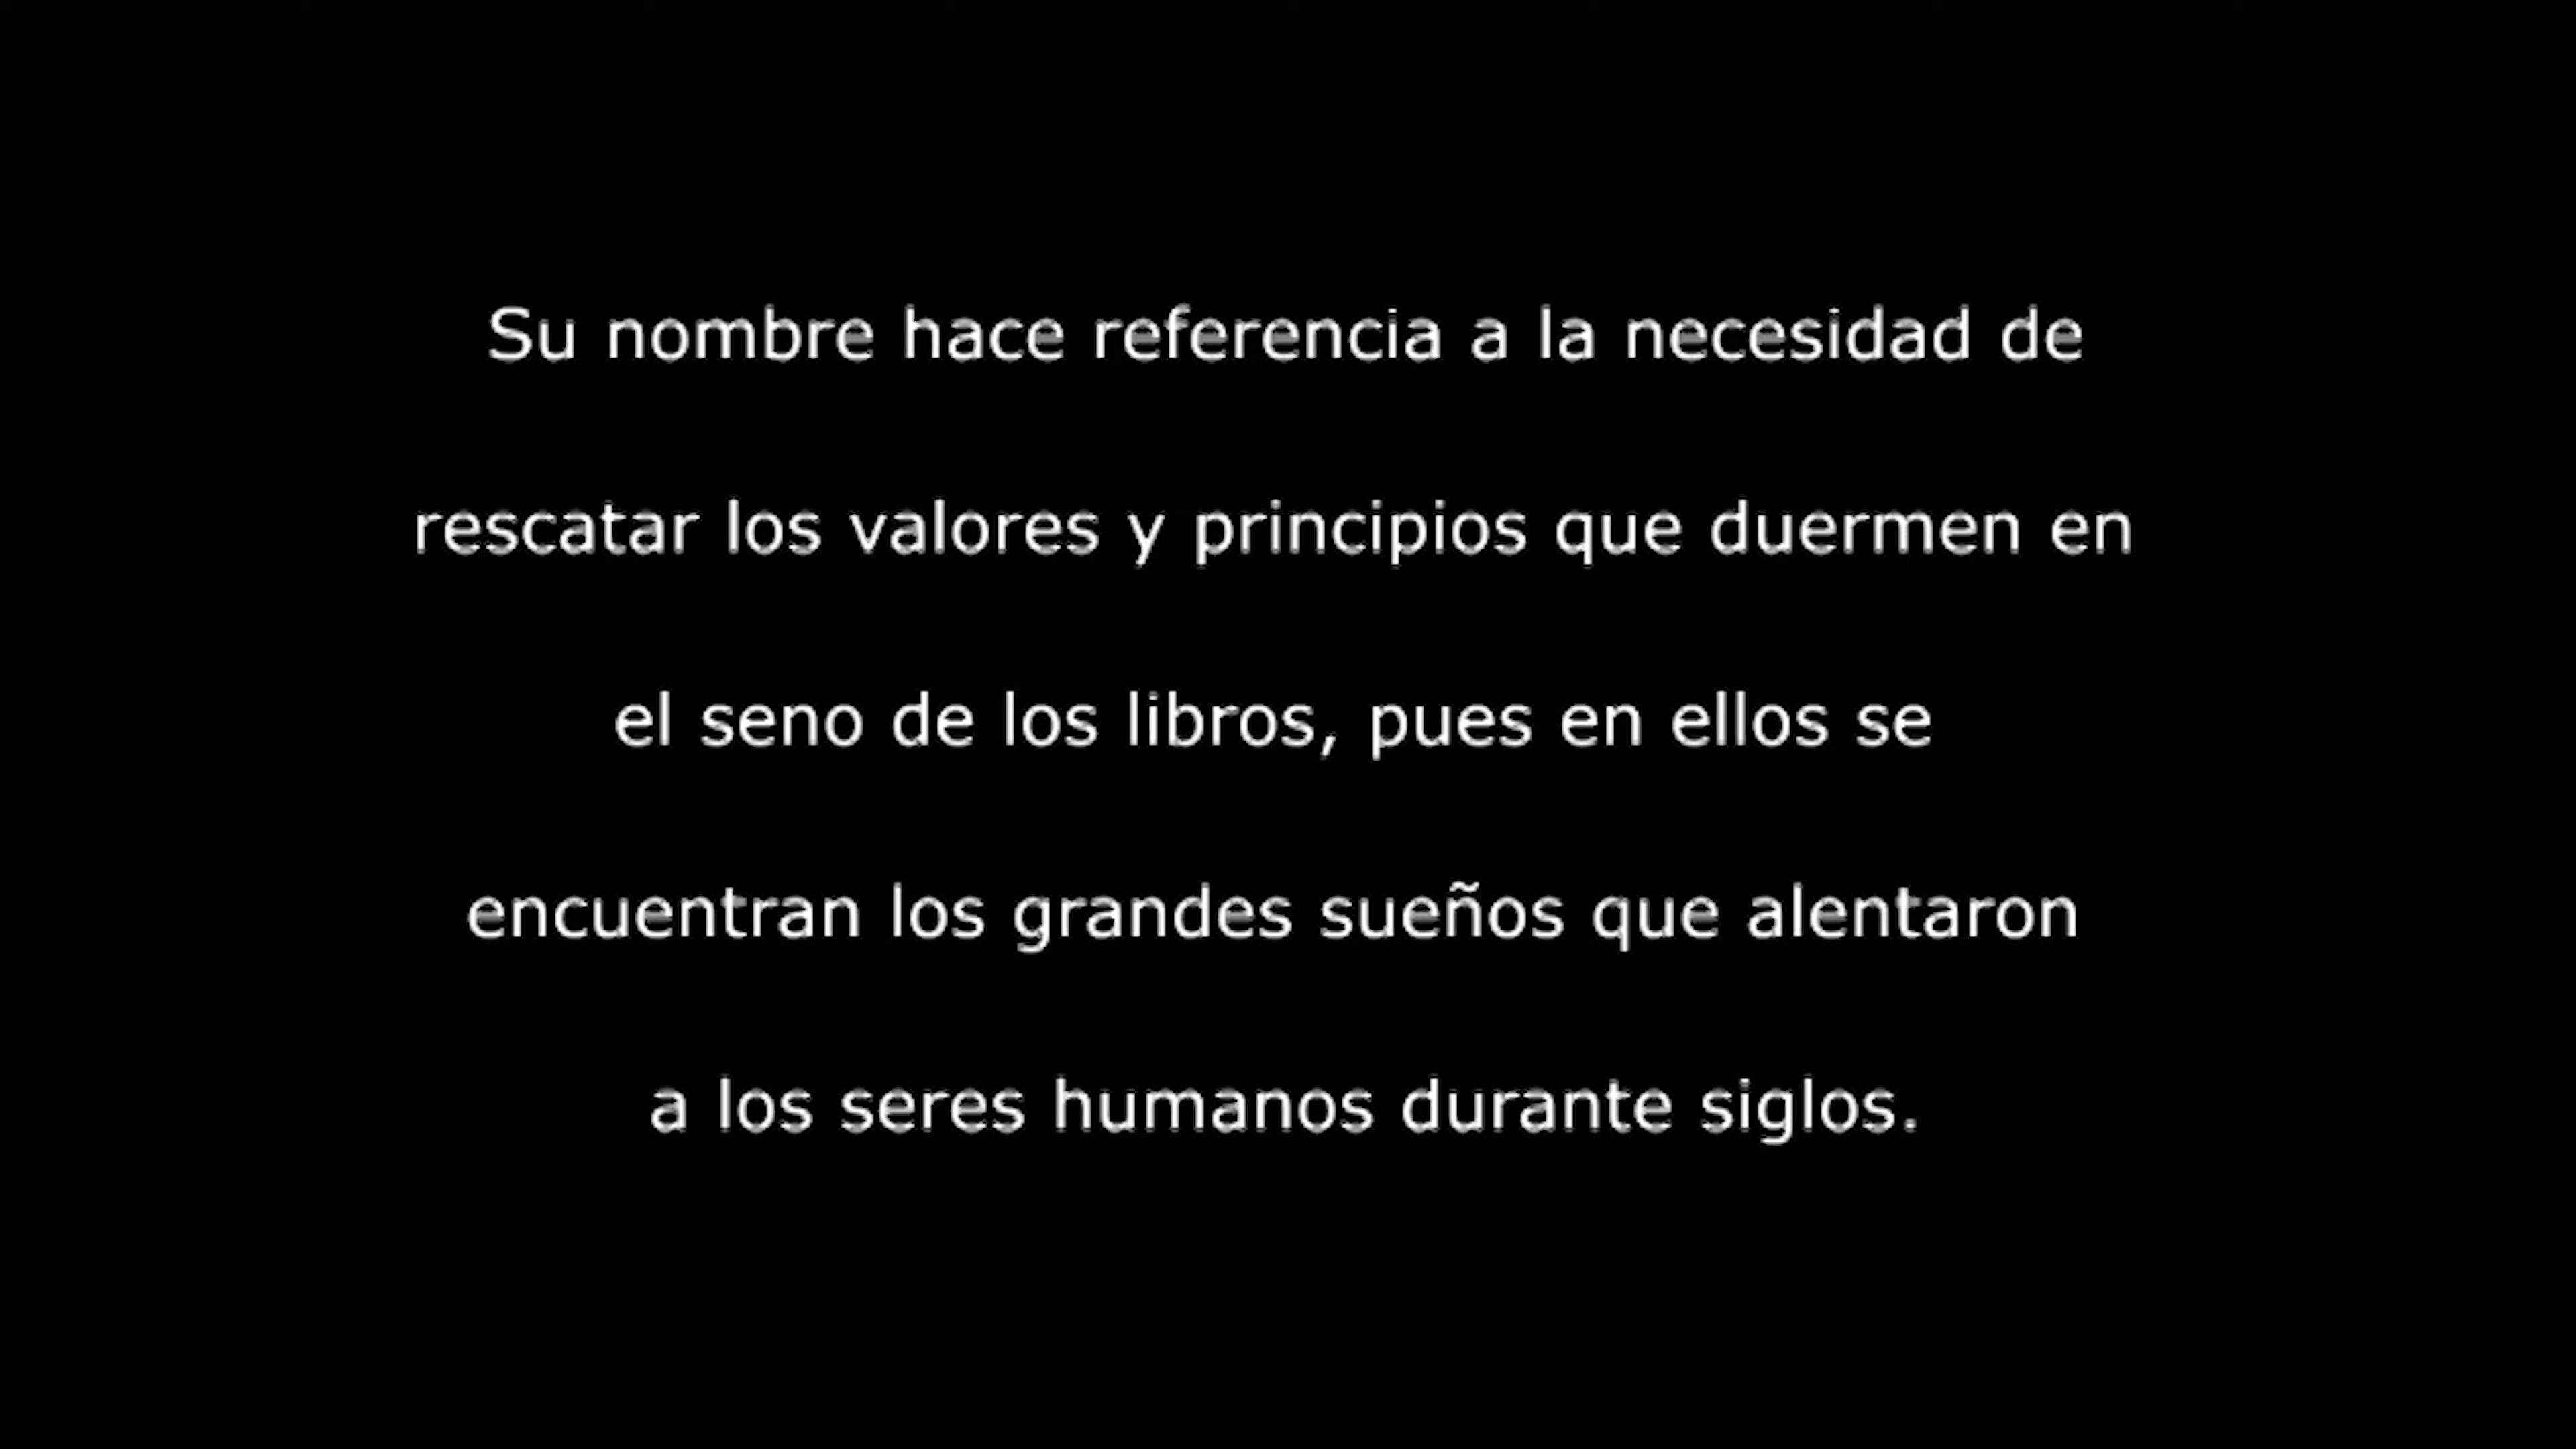 Su nombre hace referencia a la necesidad de
rescatar los valores y principios que duermen en
el seno de los libros, pues en ellos se
encuentran los grandes sueños que alentaron
a los seres humanos durante siglos.